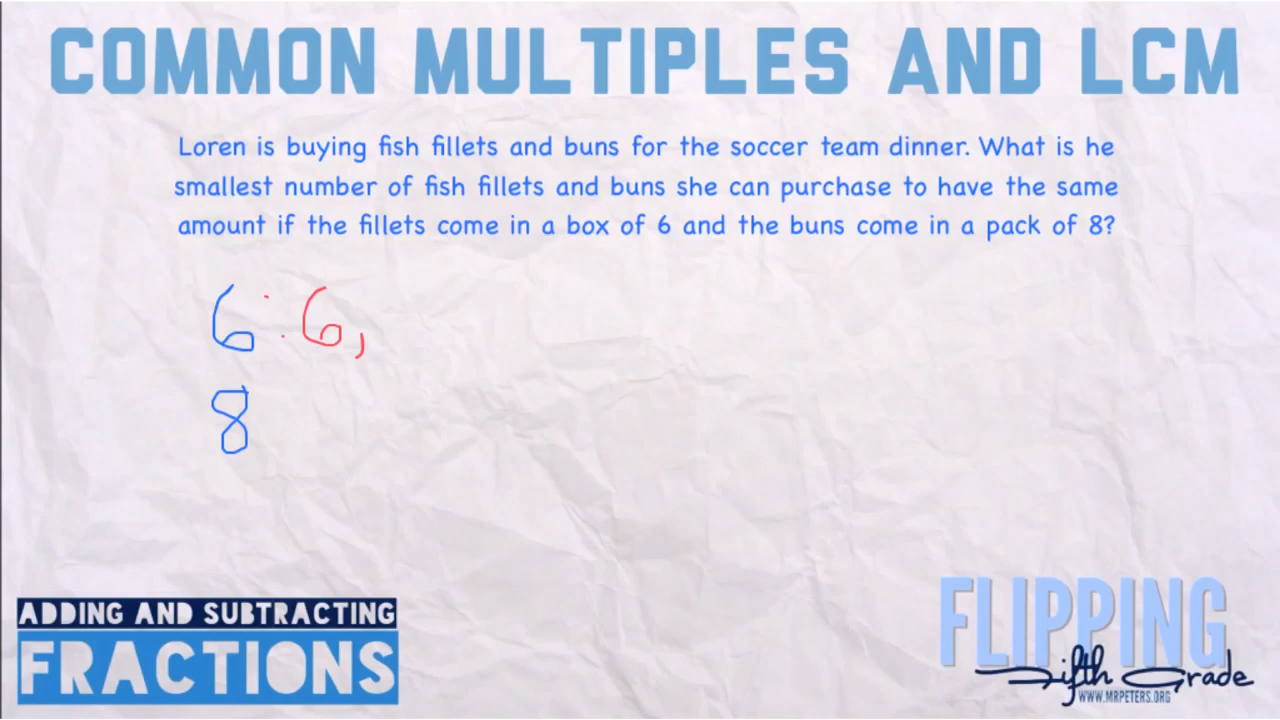 COMMON MULTIPLES AND LCM
Loren is buying fish fillets and buns for the soccer team dinner. What is he
smallest number of fish fillets and buns she can purchase to have the same
amount if the fillets come in a box of 6 and the buns come in a pack of 8?
6 : 6,
8
ADDING AND SUBTRACTING
FRACTIONS
FLIPPING
Fifth Grade
WWW.MRPETERS.ORG